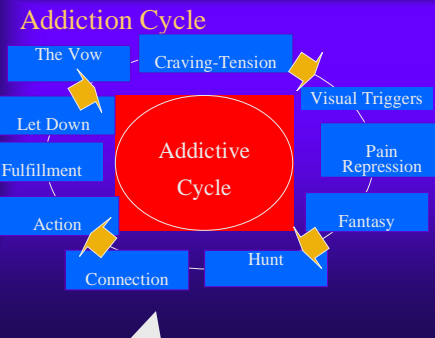 Addiction Cycle
The Vow
Craving-Tension
Visual Triggers
Let Down
Addictive
Cycle
Pain
Repression
Fulfillment
Action
Fantasy
Hunt
Connection